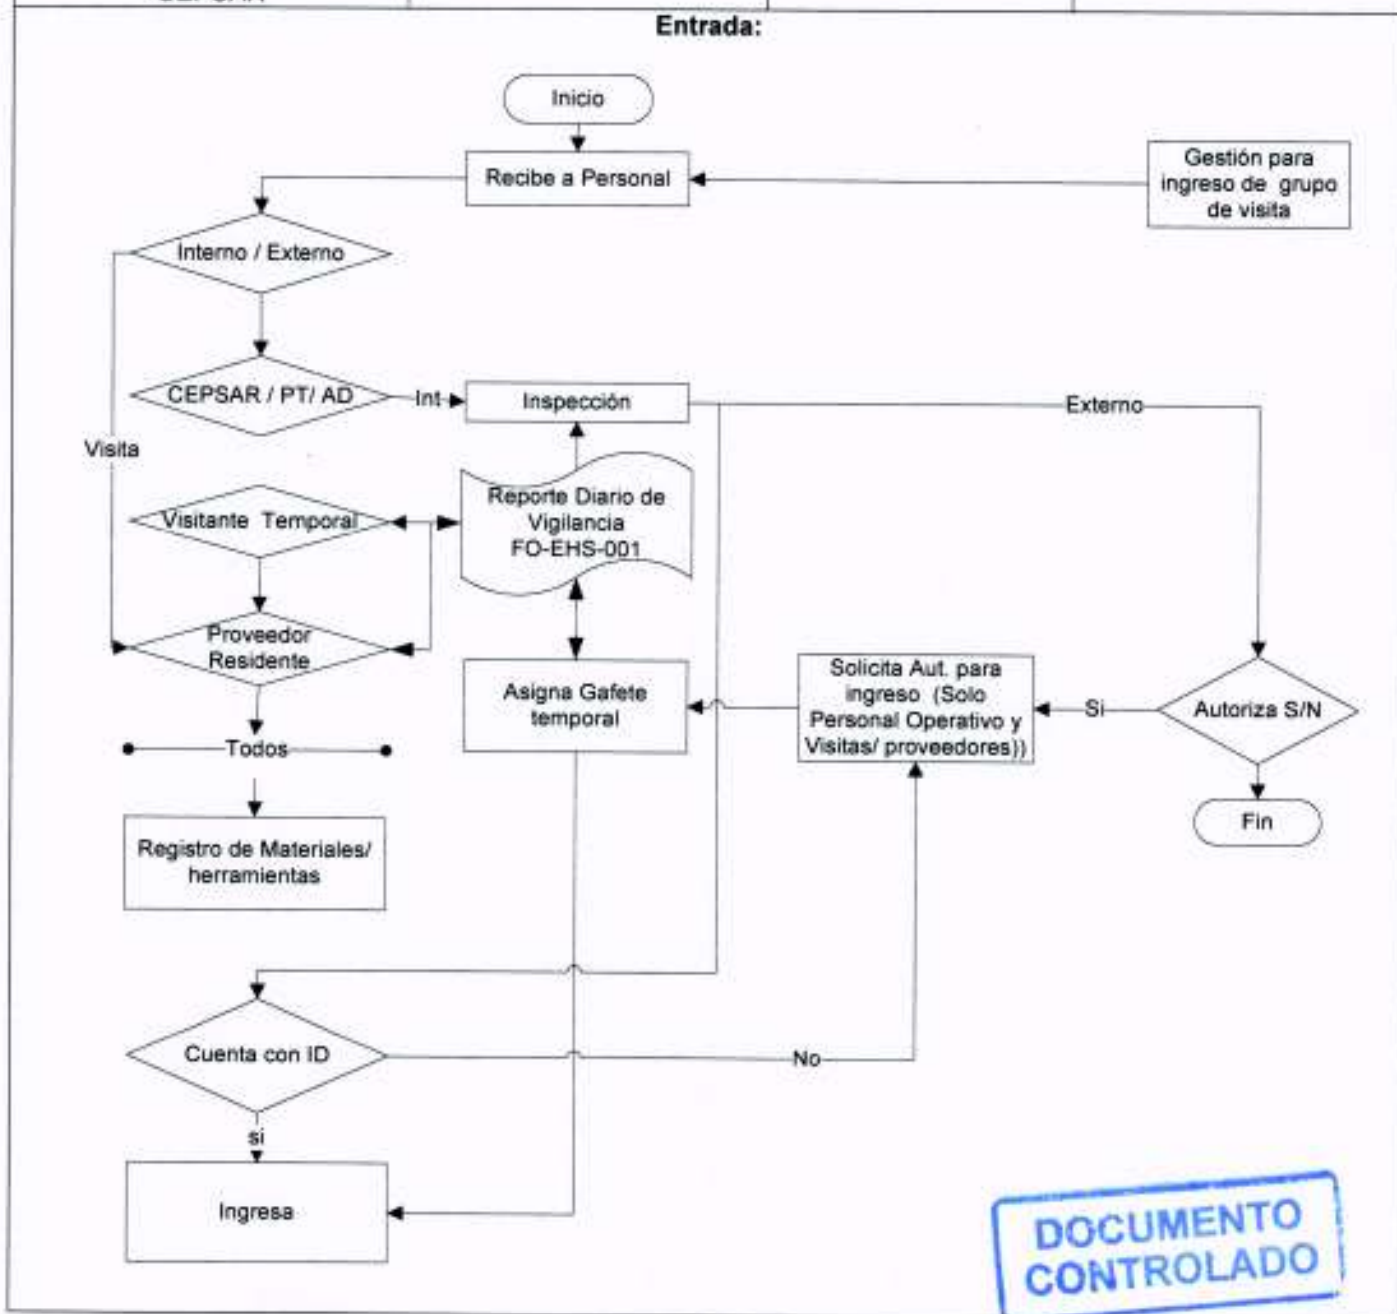 Entrada:
Inicio
Recibe a Personal
Gestión para
ingreso de grupo
de visita
Interno / Externo
CEPSAR / PT/ AD
Int
Inspección
Externo
Visita
Visitante Temporal
Reporte Diario de
Vigilancia
FO-EHS-001
Proveedor
Residente
Asigna Gafete
temporal
Solicita Aut. para
ingreso (Solo
Personal Operativo y
Visitas/ proveedores))
Si
Autoriza S/N
Todos
Fin
Registro de Materiales/
herramientas
Cuenta con ID
No
si
Ingresa
DOCUMENTO
CONTROLADO